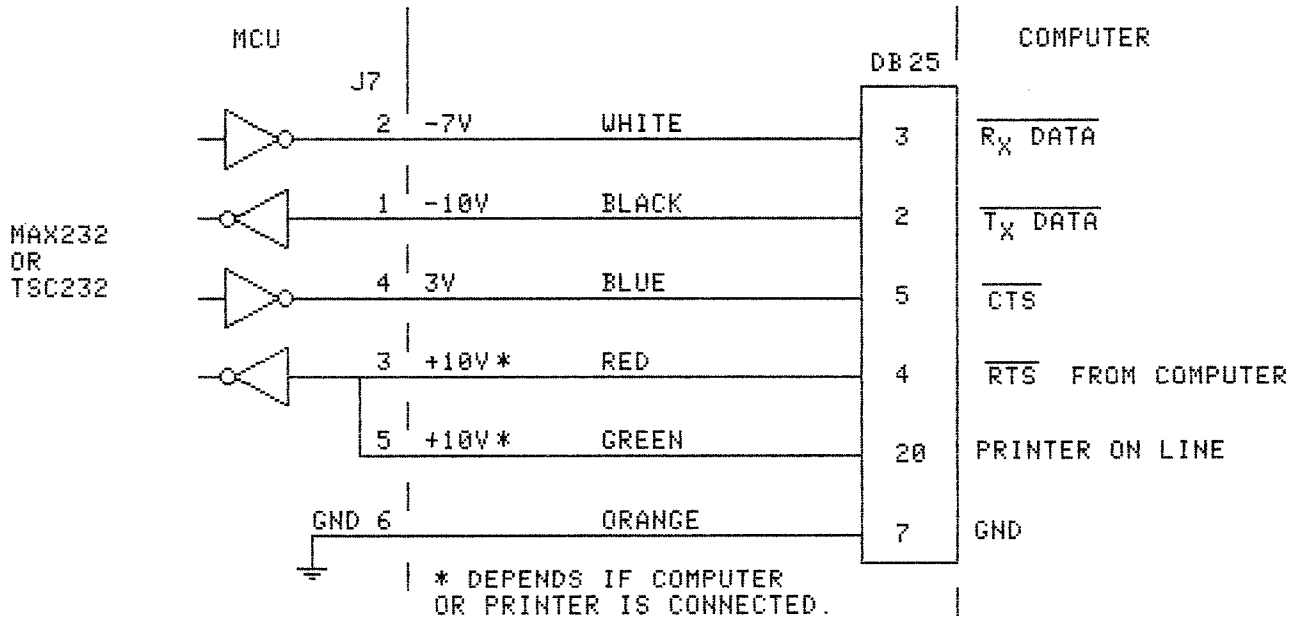 MCU
COMPUTER
DB25
J7
2 -7V WHITE 3 RX DATA
1 -10V BLACK 2 TX DATA
MAX232
OR
TSC232
4 3V BLUE 5 CTS
3 +10V* RED 4 RTS FROM COMPUTER
5 +10V* GREEN 20 PRINTER ON LINE
GND 6 ORANGE 7 GND
* DEPENDS IF COMPUTER
OR PRINTER IS CONNECTED.